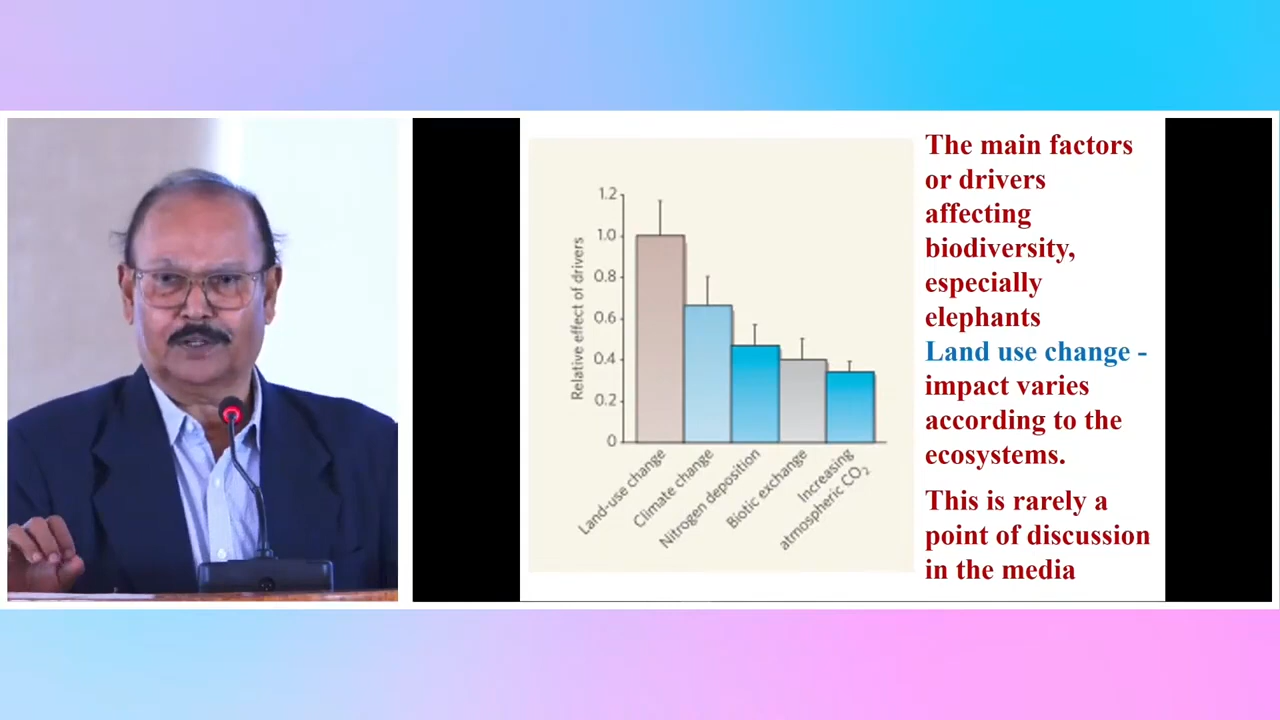 1.2
1.0
0.8
0.6
0.4
0.2
0
Relative effect of drivers
Land-use change
Climate change
Nitrogen deposition
Biotic exchange
Increasing
atmospheric CO2
The main factors
or drivers
affecting
biodiversity,
especially
elephants
Land use change -
impact varies
according to the
ecosystems.
This is rarely a
point of discussion
in the media